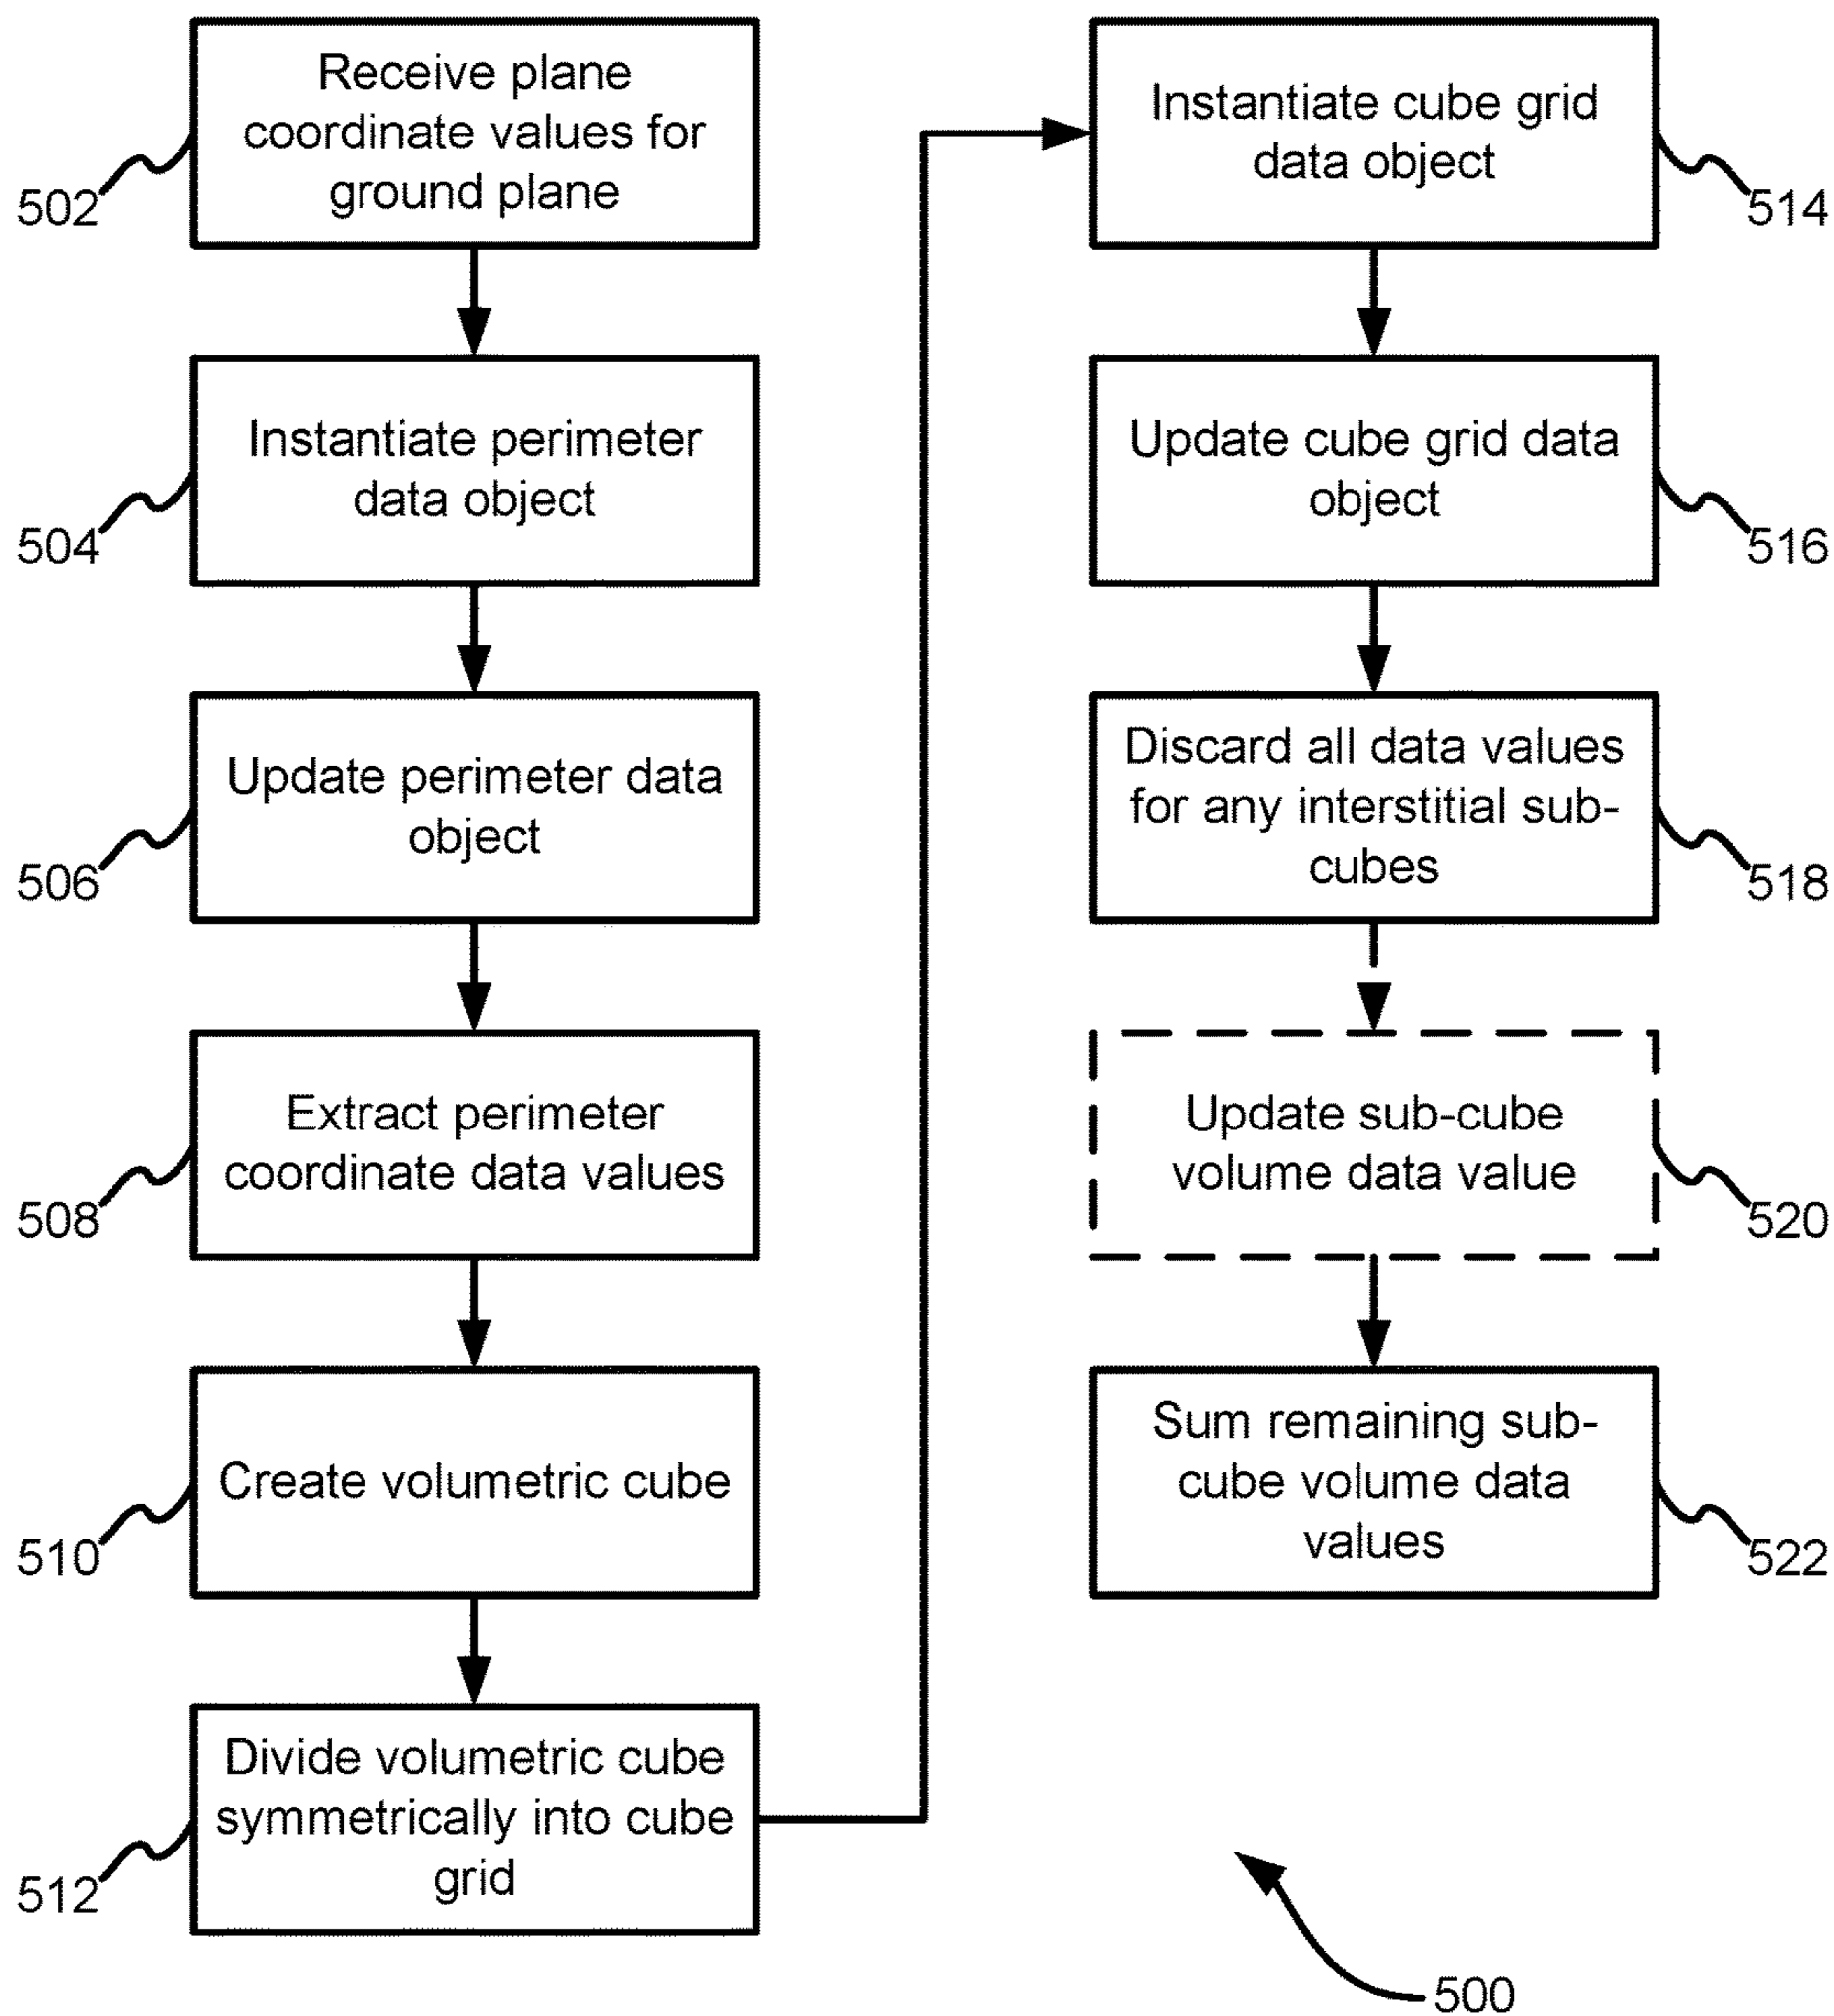 Receive plane
coordinate values for
ground plane
502
Instantiate perimeter
data object
504
Update perimeter data
object
506
Extract perimeter
coordinate data values
508
Create volumetric cube
510
Divide volumetric cube
symmetrically into cube
grid
512
Instantiate cube grid
data object
514
Update cube grid data
object
516
Discard all data values
for any interstitial sub-
cubes
518
Update sub-cube
volume data value
520
Sum remaining sub-
cube volume data
values
522
500